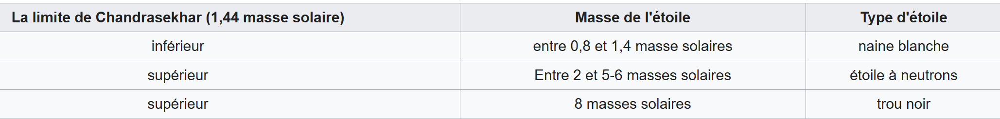 La limite de Chandrasekhar (1,44 masse solaire) Masse de l'étoile Type d'étoile
inférieur entre 0,8 et 1,4 masse solaires naine blanche
supérieur Entre 2 et 5-6 masses solaires étoile à neutrons
supérieur 8 masses solaires trou noir